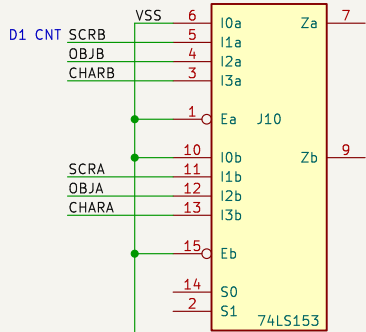 VSS 6 I0a Za 7
D1 CNT SCRB 5 I1a
OBJB 4 I2a
CHARB 3 I3a
1 Ea J10
10 I0b Zb 9
SCRA 11 I1b
OBJA 12 I2b
CHARA 13 I3b
15 Eb
14 S0
2 S1
74LS153